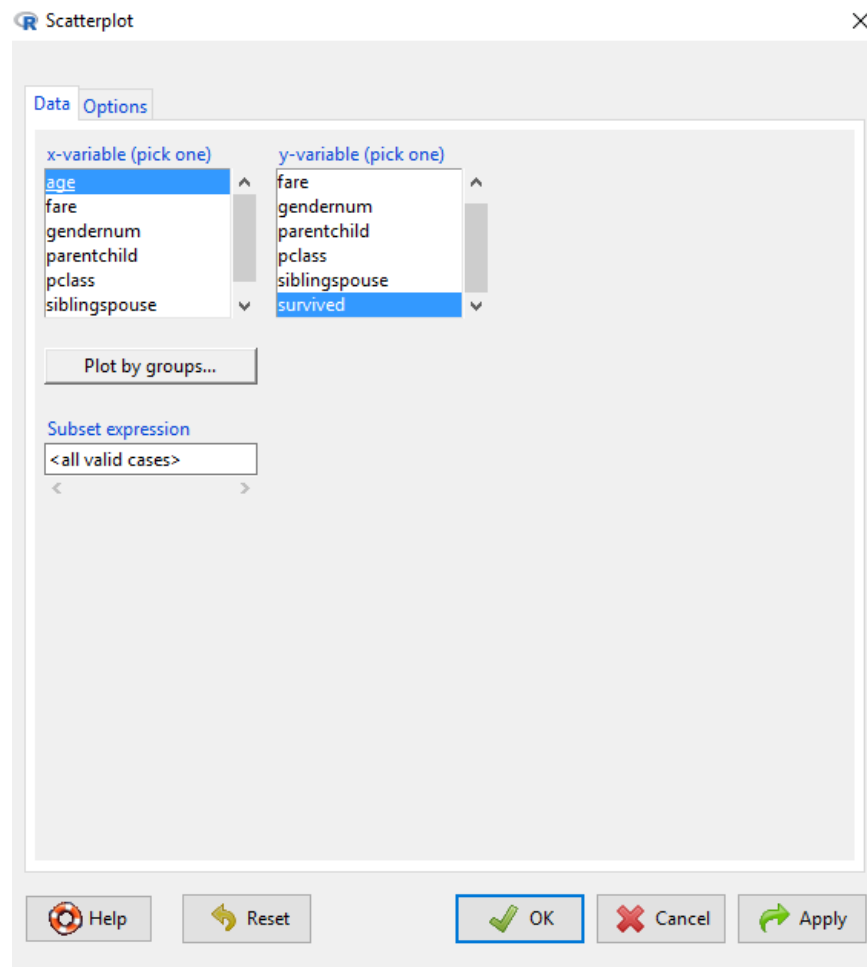 R Scatterplot
Data Options
x-variable (pick one) y-variable (pick one)
age fare
fare gendernum
gendernum parentchild
parentchild pclass
pclass siblingspouse
siblingspouse survived
Plot by groups...
Subset expression
<all valid cases>
Help Reset OK Cancel Apply